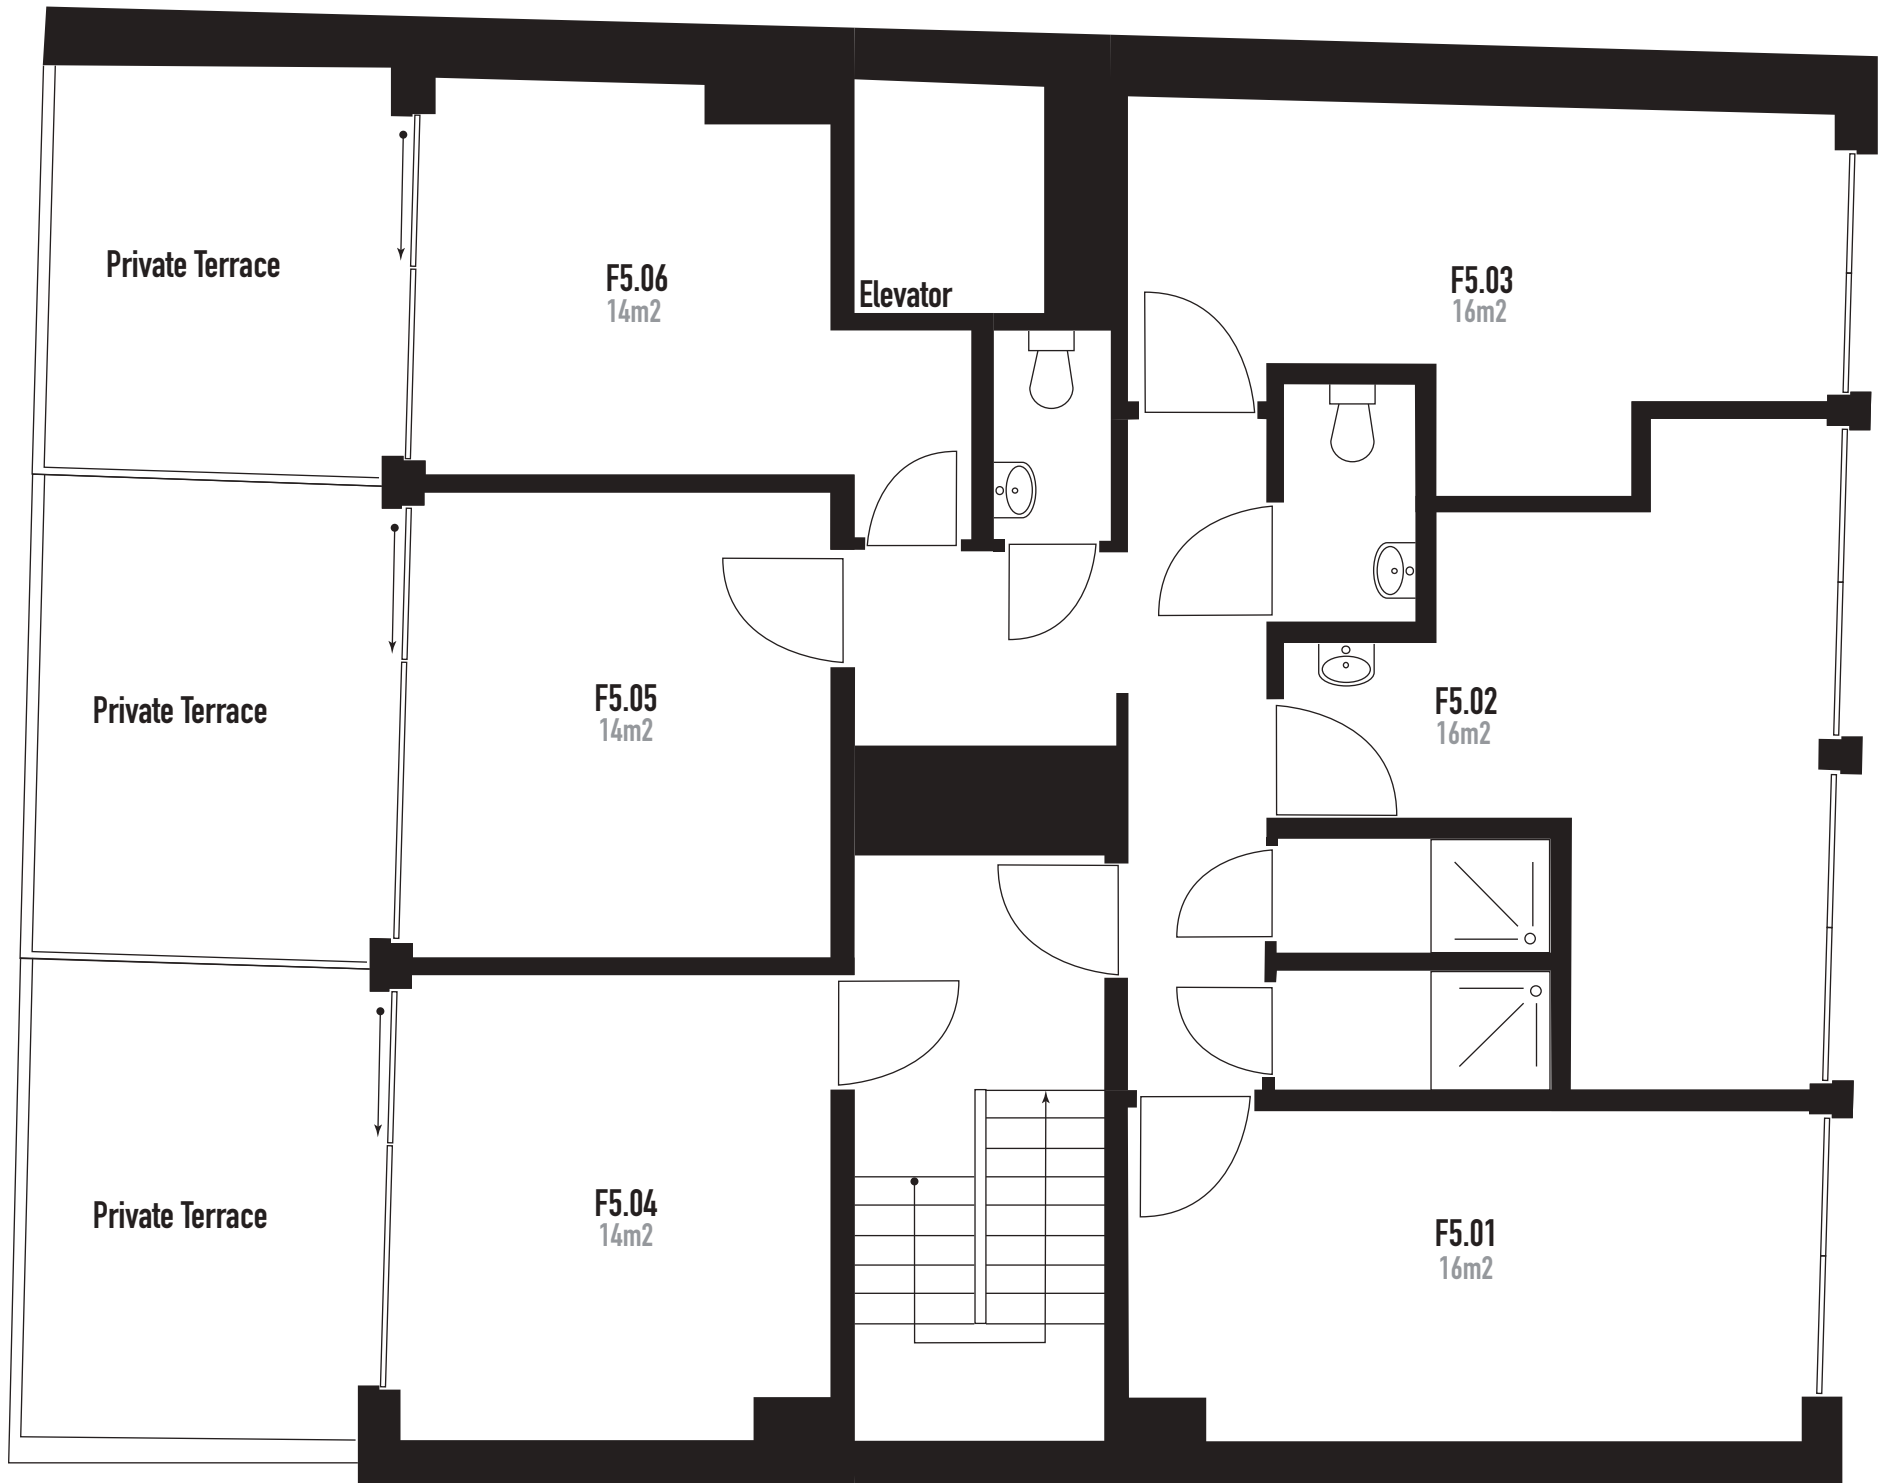 Private Terrace
F5.06
14m2
Elevator
F5.03
16m2
Private Terrace
F5.05
14m2
F5.02
16m2
Private Terrace
F5.04
14m2
F5.01
16m2